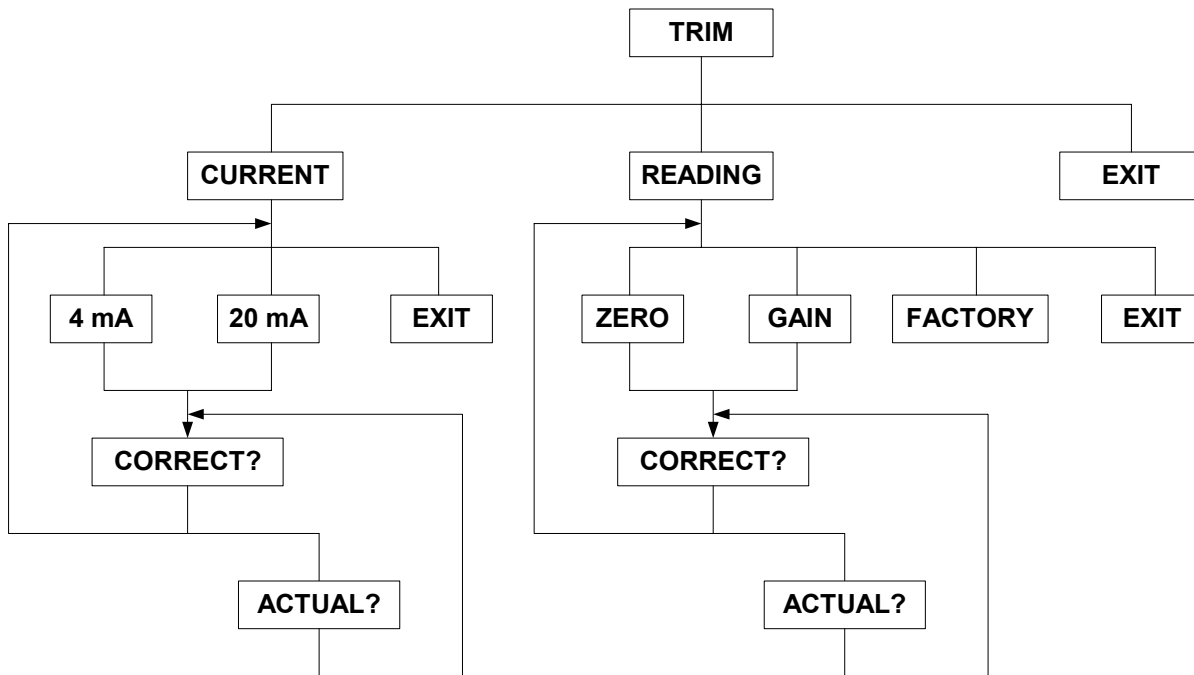 TRIM
CURRENT
READING
EXIT
4 mA
20 mA
EXIT
ZERO
GAIN
FACTORY
EXIT
CORRECT?
CORRECT?
ACTUAL?
ACTUAL?